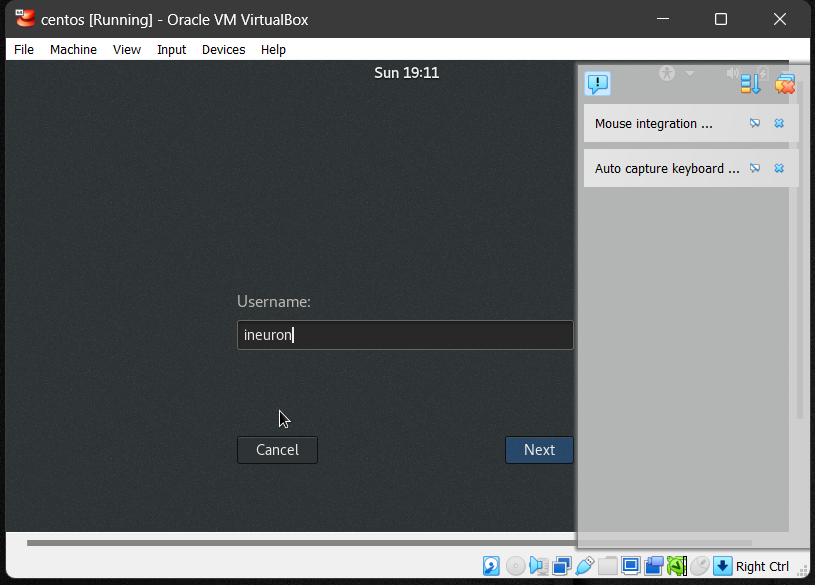 centos [Running] - Oracle VM VirtualBox
File Machine View Input Devices Help
Sun 19:11
Mouse integration ...
Auto capture keyboard ...
Username:
ineuron
Cancel Next
Right Ctrl